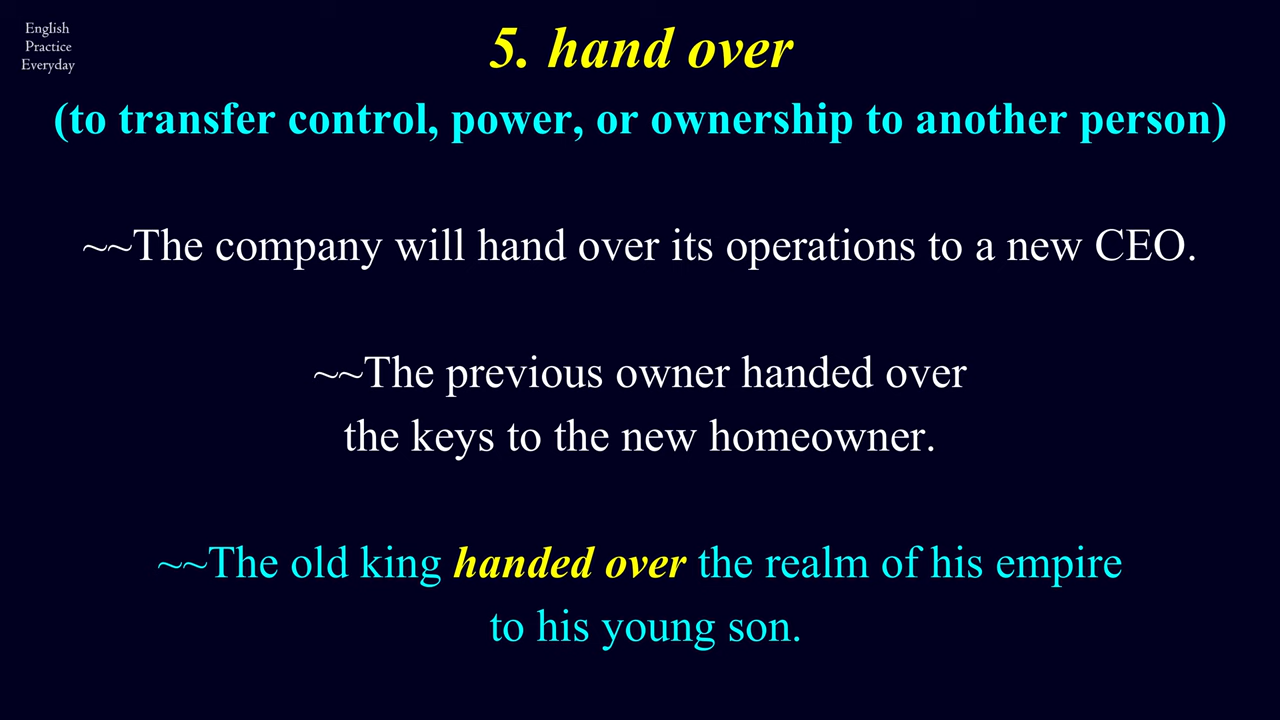 English
Practice
Everyday
5. hand over
(to transfer control, power, or ownership to another person)
~~The company will hand over its operations to a new CEO.
~~The previous owner handed over
the keys to the new homeowner.
~~The old king handed over the realm of his empire
to his young son.